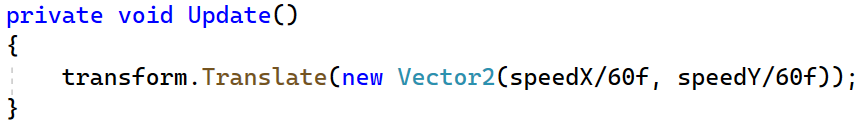 private void Update()
{
    transform.Translate(new Vector2(speedX/60f, speedY/60f));
}